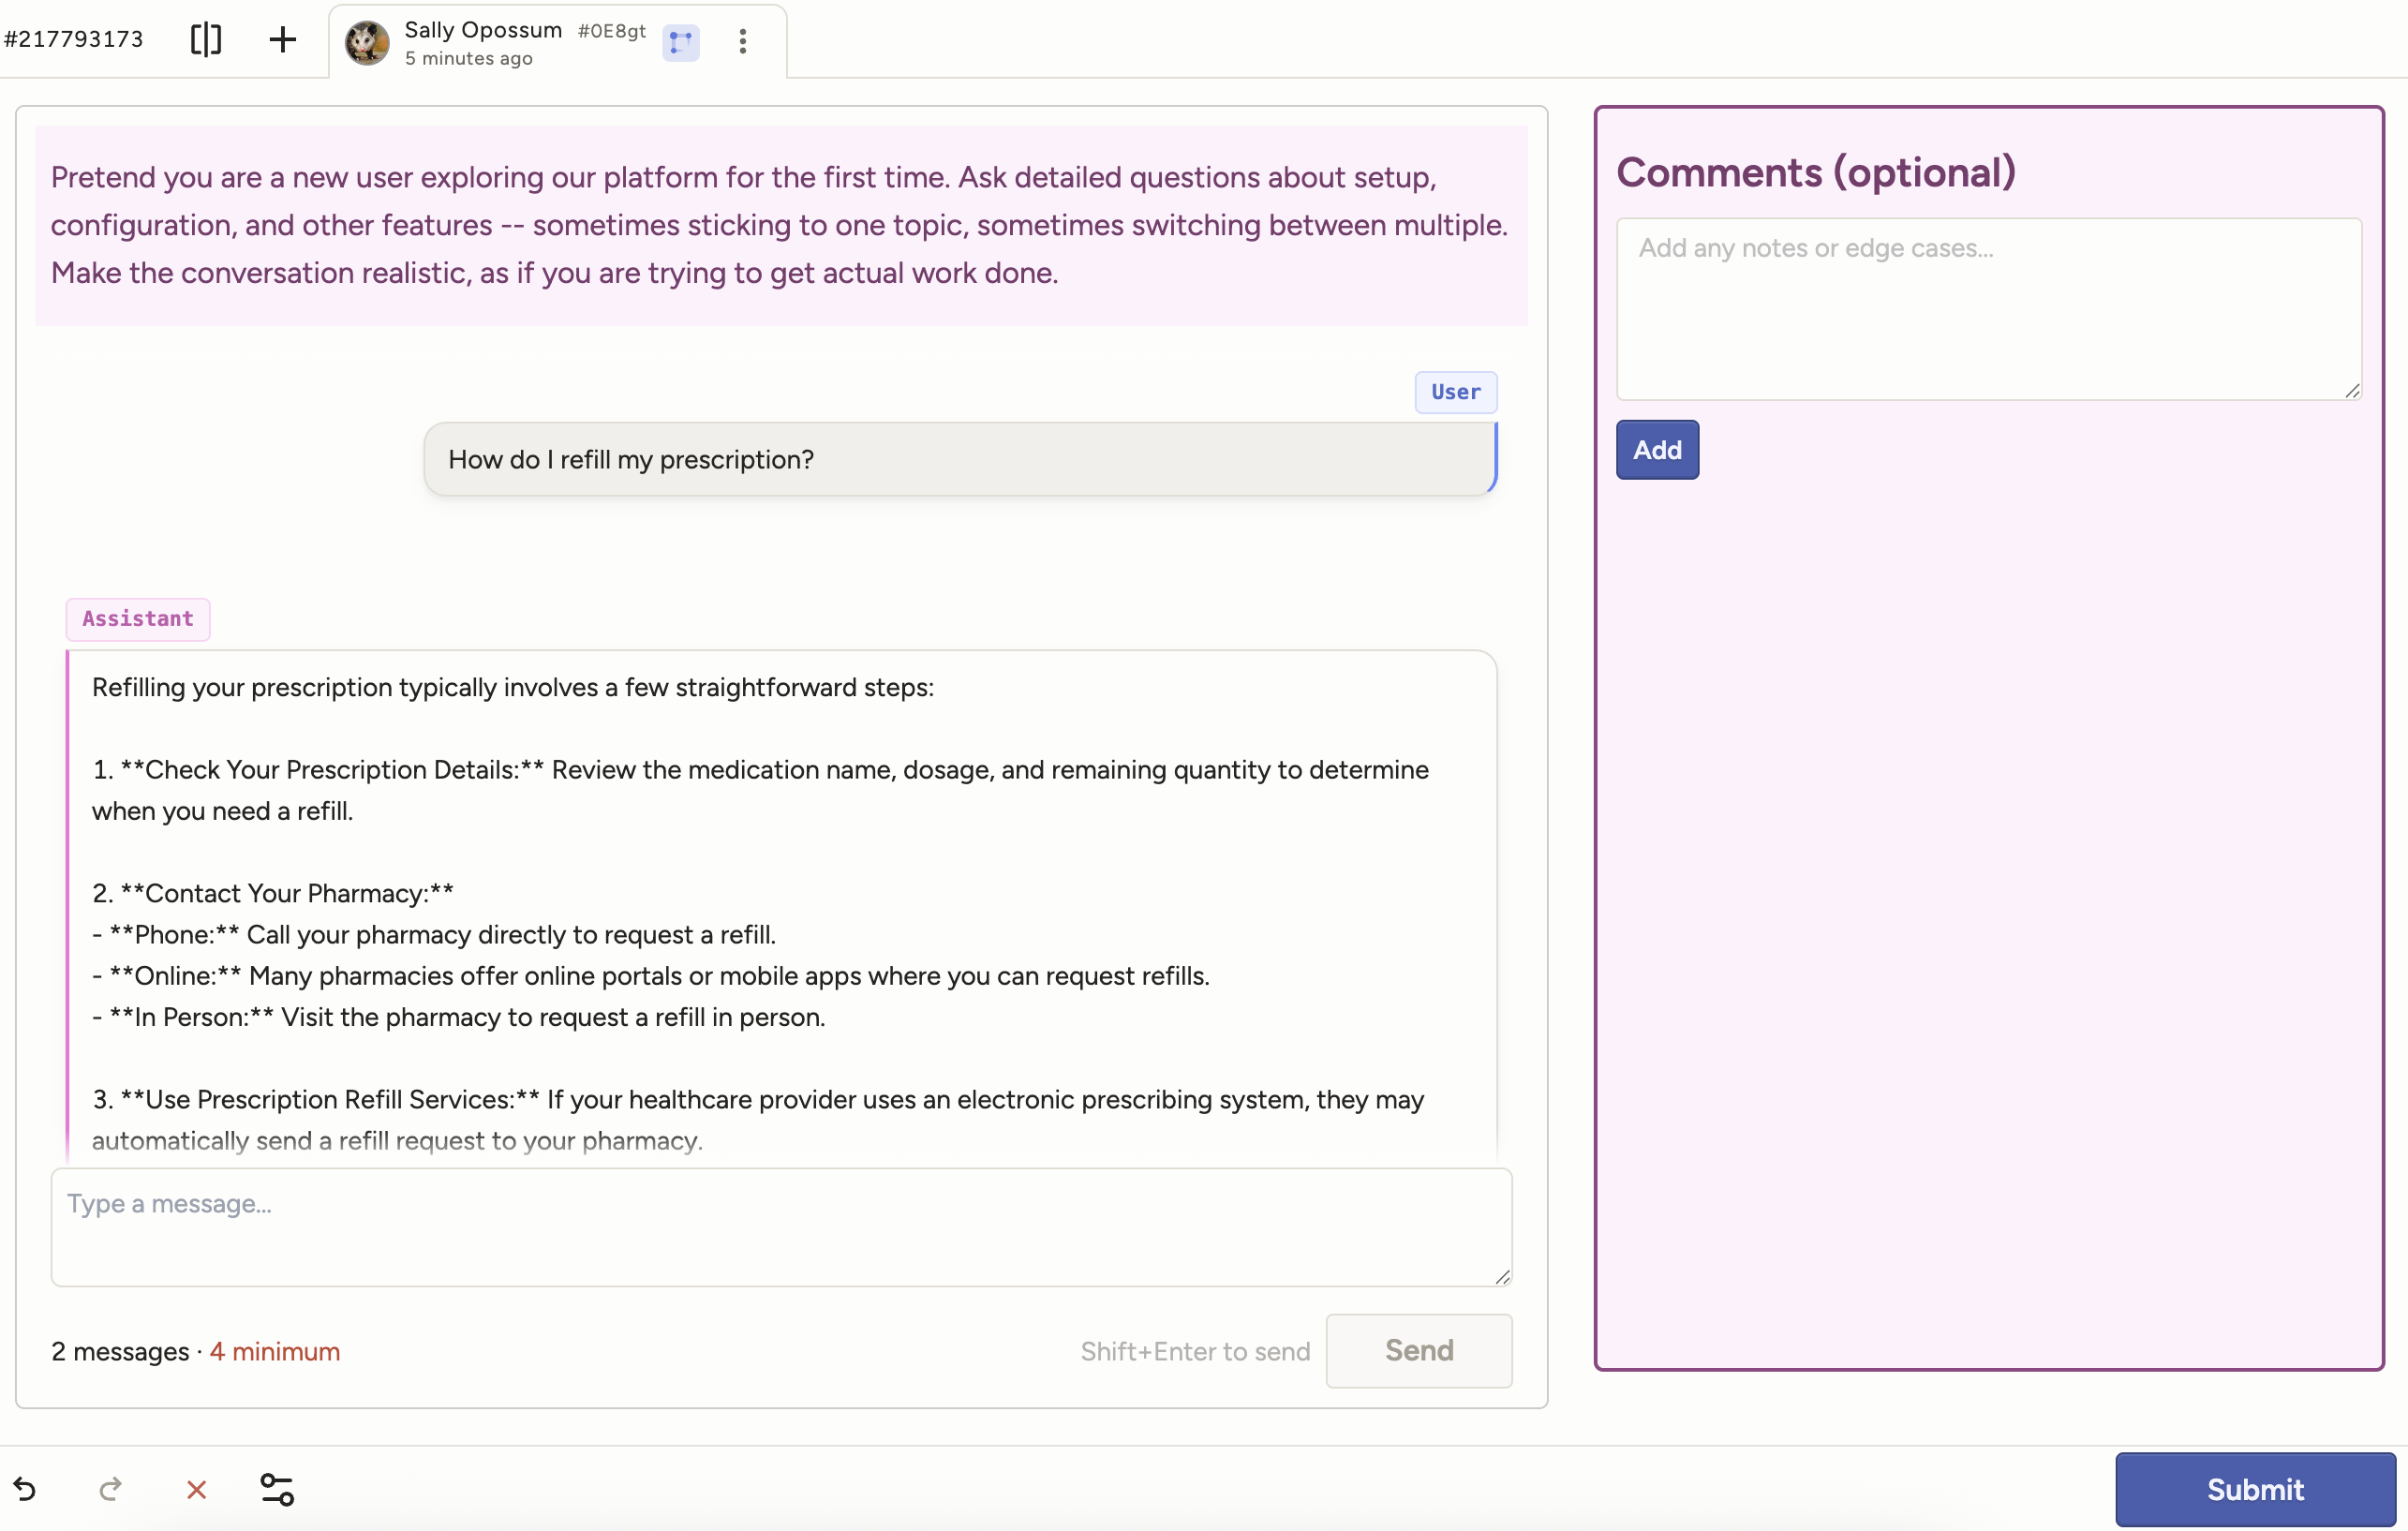 #217793173
Sally Opossum #0E8gt
5 minutes ago
Pretend you are a new user exploring our platform for the first time. Ask detailed questions about setup,
configuration, and other features -- sometimes sticking to one topic, sometimes switching between multiple.
Make the conversation realistic, as if you are trying to get actual work done.
User
How do I refill my prescription?
Assistant
Refilling your prescription typically involves a few straightforward steps:
1. **Check Your Prescription Details:** Review the medication name, dosage, and remaining quantity to determine
when you need a refill.
2. **Contact Your Pharmacy:**
- **Phone:** Call your pharmacy directly to request a refill.
- **Online:** Many pharmacies offer online portals or mobile apps where you can request refills.
- **In Person:** Visit the pharmacy to request a refill in person.
3. **Use Prescription Refill Services:** If your healthcare provider uses an electronic prescribing system, they may
automatically send a refill request to your pharmacy.
Type a message...
2 messages · 4 minimum
Shift+Enter to send
Send
Comments (optional)
Add any notes or edge cases...
Add
Submit